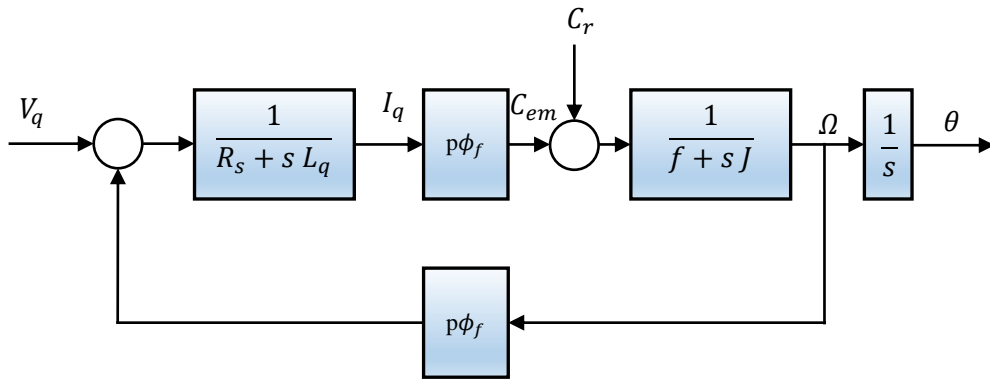 C_r
V_q
1
R_s + s L_q
I_q
pϕ_f
C_em
1
f + s J
Ω
1
s
θ
pϕ_f